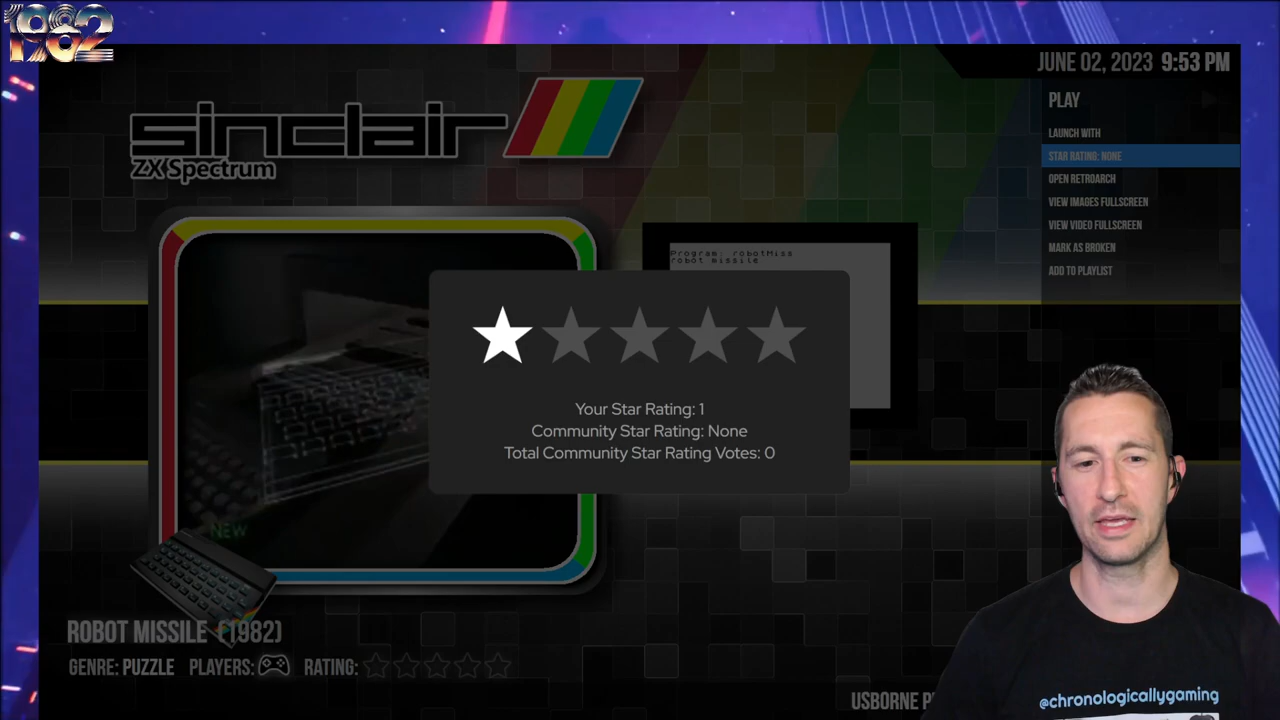 1982
JUNE 02, 2023 9:53 PM
sinclair
ZX Spectrum
PLAY
LAUNCH WITH
STAR RATING: NONE
OPEN RETROARCH
VIEW IMAGES FULLSCREEN
VIEW VIDEO FULLSCREEN
MARK AS BROKEN
ADD TO PLAYLIST
Program: robotMiss
robot missile
Your Star Rating: 1
Community Star Rating: None
Total Community Star Rating Votes: 0
NEW
ROBOT MISSILE (1982)
GENRE: PUZZLE PLAYERS: RATING:
USBORNE
@chronologicallygaming